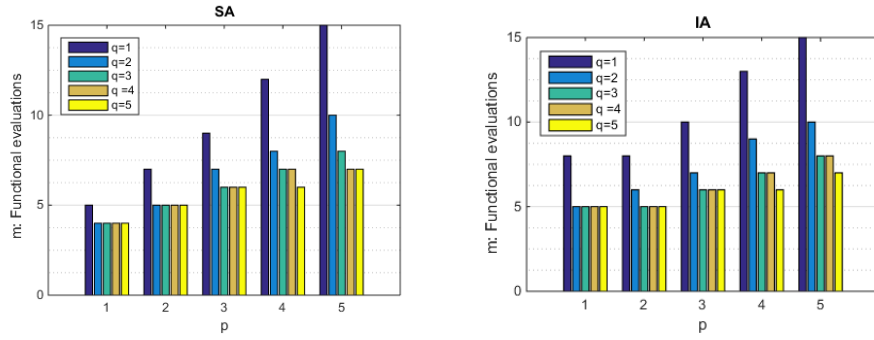 SA
15
10
5
0
m: Functional evaluations
q=1
q=2
q=3
q =4
q=5
1 2 3 4 5
p
IA
15
10
5
0
m: Functional evaluations
q=1
q=2
q=3
q =4
q=5
1 2 3 4 5
p